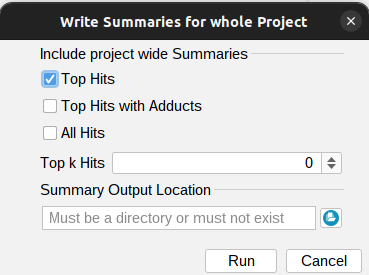 Write Summaries for whole Project
Include project wide Summaries
Top Hits
Top Hits with Adducts
All Hits
Top k Hits 0
Summary Output Location
Must be a directory or must not exist
Run Cancel